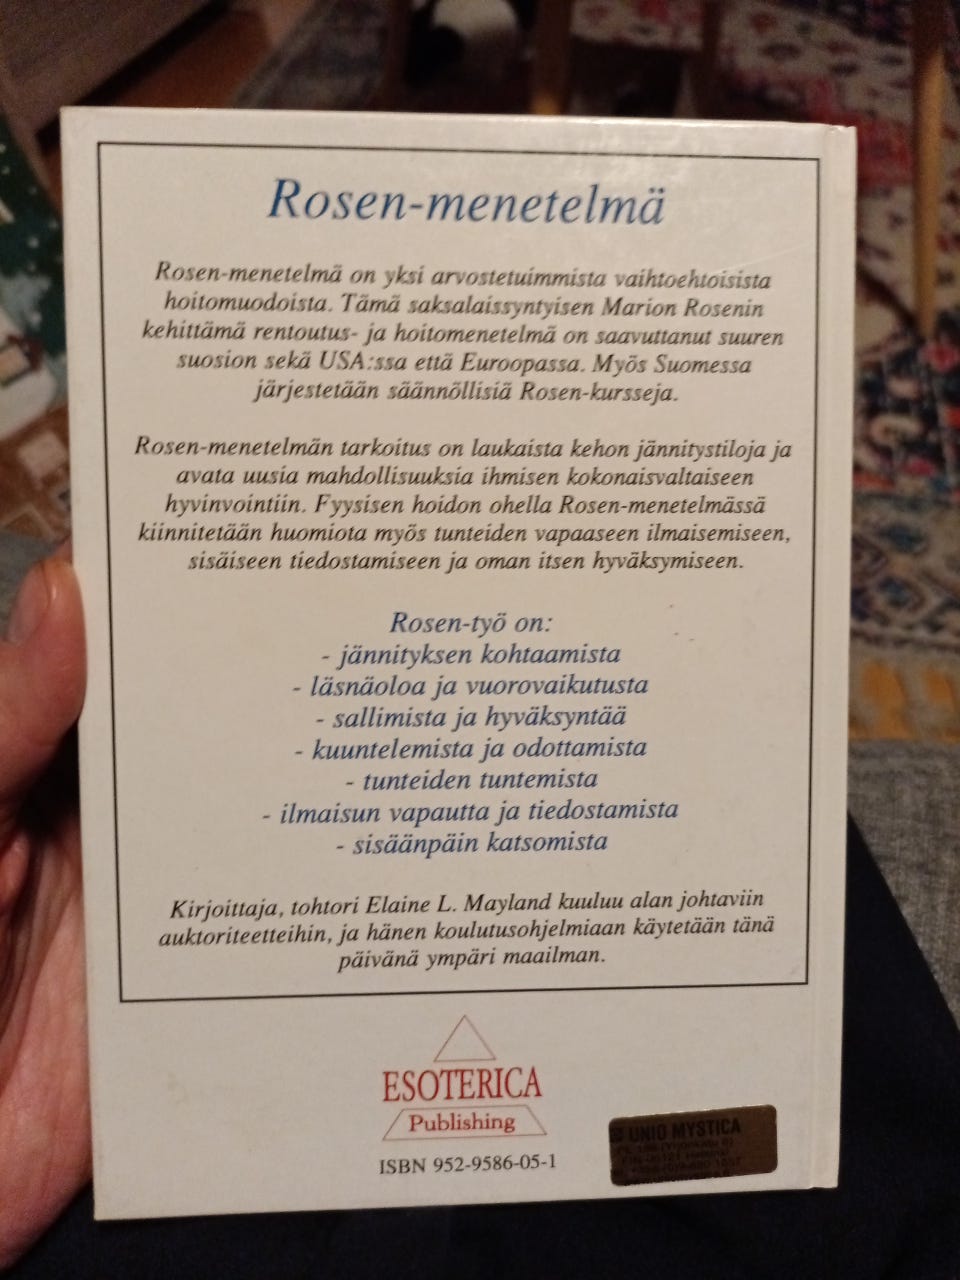 Rosen-menetelmä
Rosen-menetelmä on yksi arvostetuimmista vaihtoehtoisista
hoitomuodoista. Tämä saksalaissyntyisen Marion Rosenin
kehittämä rentoutus- ja hoitomenetelmä on saavuttanut suuren
suosion sekä USA:ssa että Euroopassa. Myös Suomessa
järjestetään säännöllisiä Rosen-kursseja.
Rosen-menetelmän tarkoitus on laukaista kehon jännitystiloja ja
avata uusia mahdollisuuksia ihmisen kokonaisvaltaiseen
hyvinvointiin. Fyysisen hoidon ohella Rosen-menetelmässä
kiinnitetään huomiota myös tunteiden vapaaseen ilmaisemiseen,
sisäiseen tiedostamiseen ja oman itsen hyväksymiseen.
Rosen-työ on:
- jännityksen kohtaamista
- läsnäoloa ja vuorovaikutusta
- sallimista ja hyväksyntää
- kuuntelemista ja odottamista
- tunteiden tuntemista
- ilmaisun vapautta ja tiedostamista
- sisäänpäin katsomista
Kirjoittaja, tohtori Elaine L. Mayland kuuluu alan johtaviin
auktoriteetteihin, ja hänen koulutusohjelmiaan käytetään tänä
päivänä ympäri maailman.
ESOTERICA
Publishing
ISBN 952-9586-05-1
UNIO MYSTICA